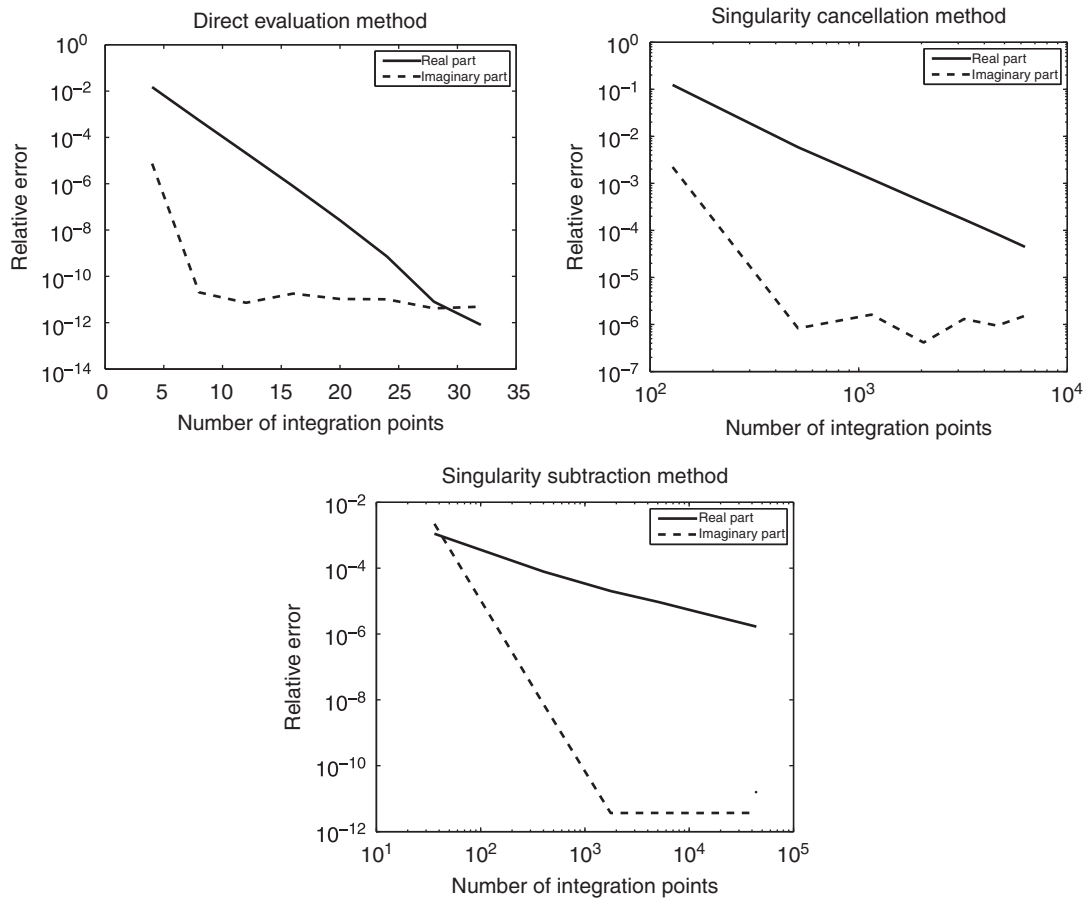 Direct evaluation method
10^0
10^–2
10^–4
10^–6
10^–8
10^–10
10^–12
10^–14
Relative error
Real part
Imaginary part
0 5 10 15 20 25 30 35
Number of integration points
Singularity cancellation method
10^0
10^–1
10^–2
10^–3
10^–4
10^–5
10^–6
10^–7
Relative error
Real part
Imaginary part
10^2 10^3 10^4
Number of integration points
Singularity subtraction method
10^–2
10^–4
10^–6
10^–8
10^–10
10^–12
Relative error
Real part
Imaginary part
10^1 10^2 10^3 10^4 10^5
Number of integration points